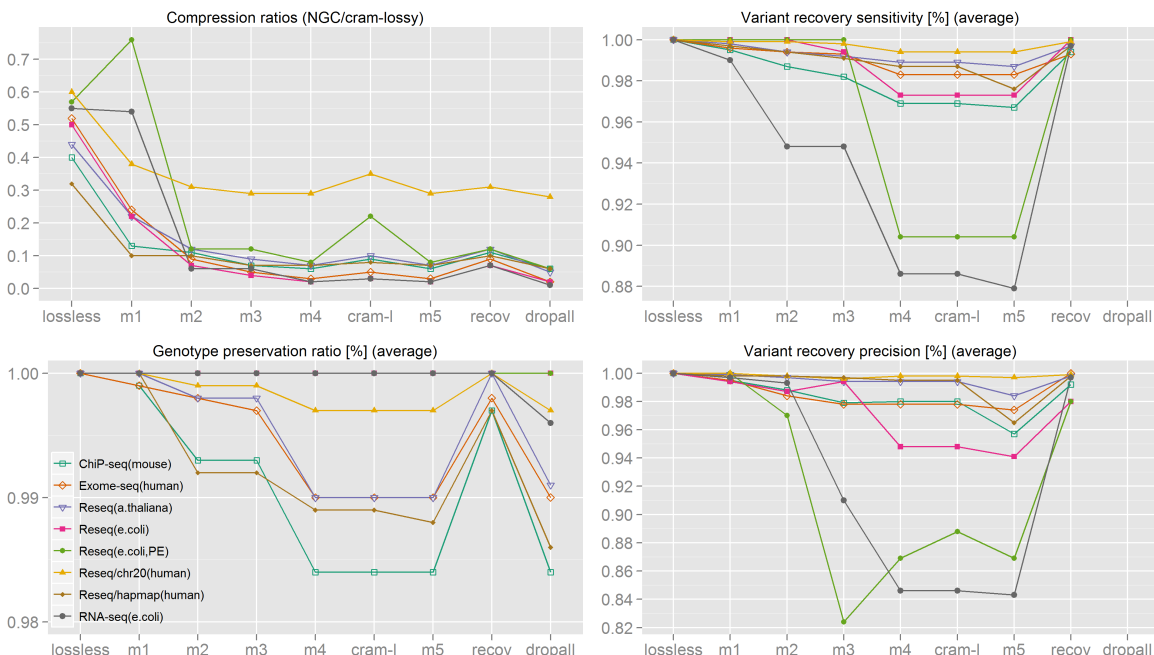 Compression ratios (NGC/cram-lossy)
0.7
0.6
0.5
0.4
0.3
0.2
0.1
0.0
lossless m1 m2 m3 m4 cram-l m5 recov dropall
Variant recovery sensitivity [%] (average)
1.00
0.98
0.96
0.94
0.92
0.90
0.88
lossless m1 m2 m3 m4 cram-l m5 recov dropall
Genotype preservation ratio [%] (average)
1.00
0.99
0.98
ChiP-seq(mouse)
Exome-seq(human)
Reseq(a.thaliana)
Reseq(e.coli)
Reseq(e.coli,PE)
Reseq/chr20(human)
Reseq/hapmap(human)
RNA-seq(e.coli)
lossless m1 m2 m3 m4 cram-l m5 recov dropall
Variant recovery precision [%] (average)
1.00
0.98
0.96
0.94
0.92
0.90
0.88
0.86
0.84
0.82
lossless m1 m2 m3 m4 cram-l m5 recov dropall